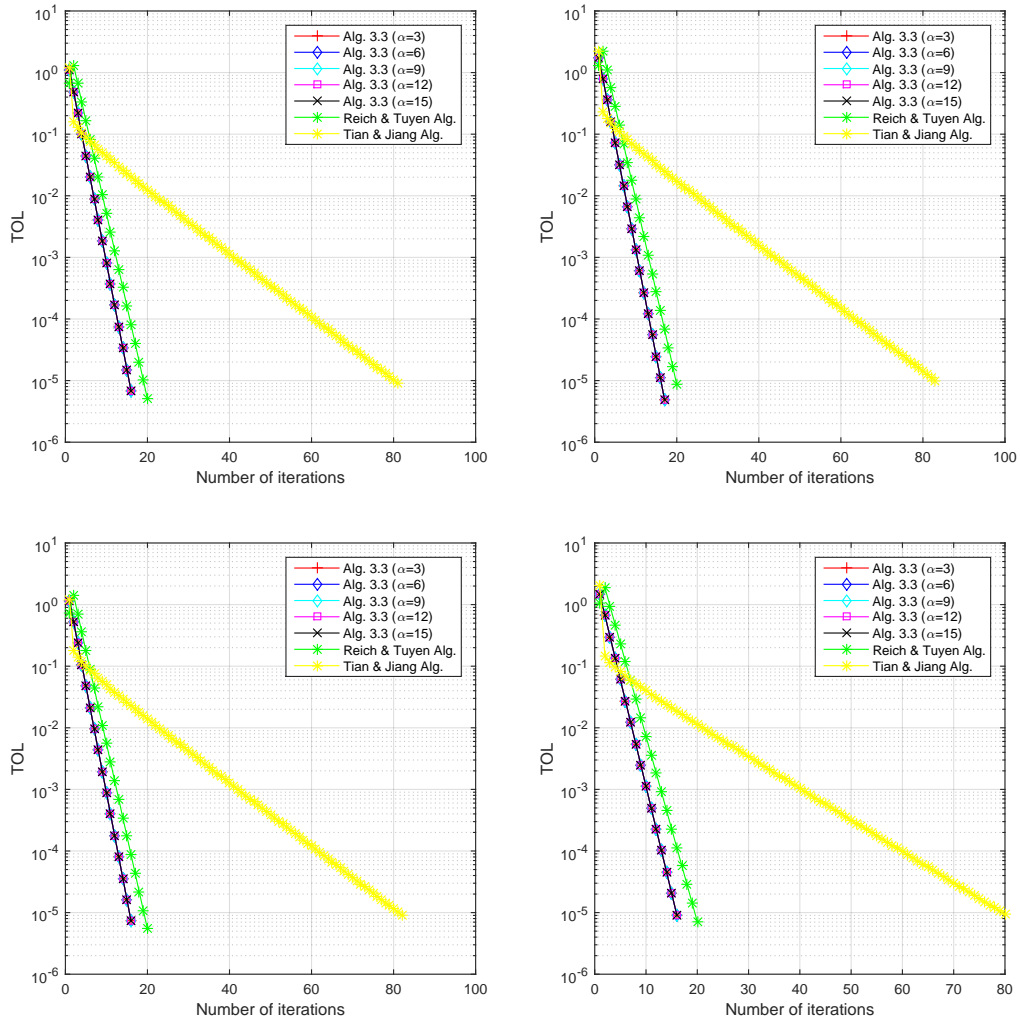 10^1
10^0
10^-1
10^-2
10^-3
10^-4
10^-5
10^-6
TOL
0 20 40 60 80 100
Number of iterations
Alg. 3.3 (α=3)
Alg. 3.3 (α=6)
Alg. 3.3 (α=9)
Alg. 3.3 (α=12)
Alg. 3.3 (α=15)
Reich & Tuyen Alg.
Tian & Jiang Alg.
10^1
10^0
10^-1
10^-2
10^-3
10^-4
10^-5
10^-6
TOL
0 20 40 60 80 100
Number of iterations
Alg. 3.3 (α=3)
Alg. 3.3 (α=6)
Alg. 3.3 (α=9)
Alg. 3.3 (α=12)
Alg. 3.3 (α=15)
Reich & Tuyen Alg.
Tian & Jiang Alg.
10^1
10^0
10^-1
10^-2
10^-3
10^-4
10^-5
10^-6
TOL
0 20 40 60 80 100
Number of iterations
Alg. 3.3 (α=3)
Alg. 3.3 (α=6)
Alg. 3.3 (α=9)
Alg. 3.3 (α=12)
Alg. 3.3 (α=15)
Reich & Tuyen Alg.
Tian & Jiang Alg.
10^1
10^0
10^-1
10^-2
10^-3
10^-4
10^-5
10^-6
TOL
0 10 20 30 40 50 60 70 80
Number of iterations
Alg. 3.3 (α=3)
Alg. 3.3 (α=6)
Alg. 3.3 (α=9)
Alg. 3.3 (α=12)
Alg. 3.3 (α=15)
Reich & Tuyen Alg.
Tian & Jiang Alg.